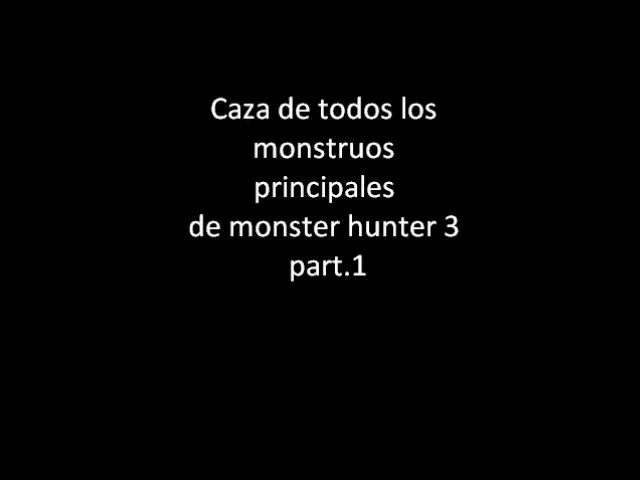 Caza de todos los
monstruos
principales
de monster hunter 3
part.1